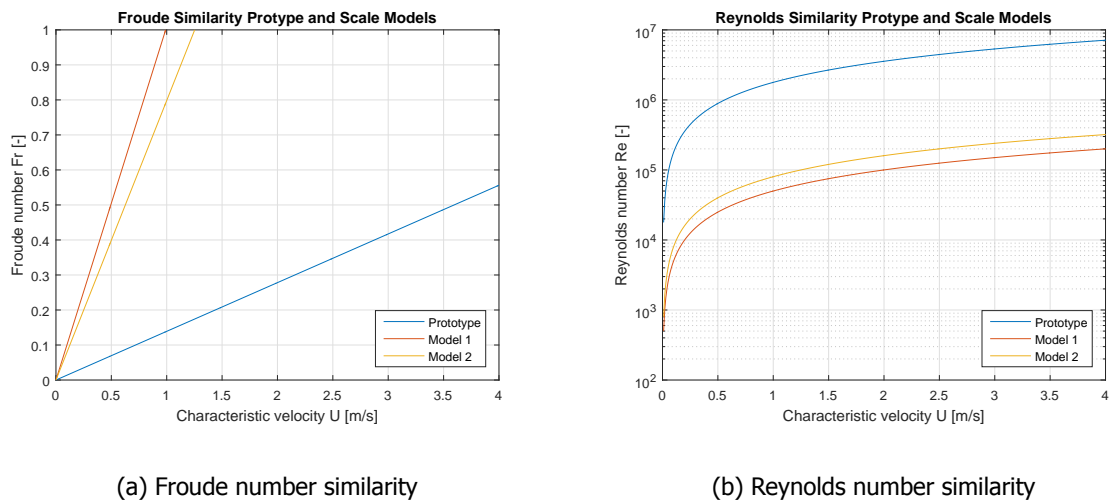 Froude Similarity Protype and Scale Models
1
0.9
0.8
0.7
0.6
0.5
0.4
0.3
0.2
0.1
0
Froude number Fr [-]
0 0.5 1 1.5 2 2.5 3 3.5 4
Characteristic velocity U [m/s]
Prototype
Model 1
Model 2
(a) Froude number similarity
Reynolds Similarity Protype and Scale Models
10^7
10^6
10^5
10^4
10^3
10^2
Reynolds number Re [-]
0 0.5 1 1.5 2 2.5 3 3.5 4
Characteristic velocity U [m/s]
Prototype
Model 1
Model 2
(b) Reynolds number similarity